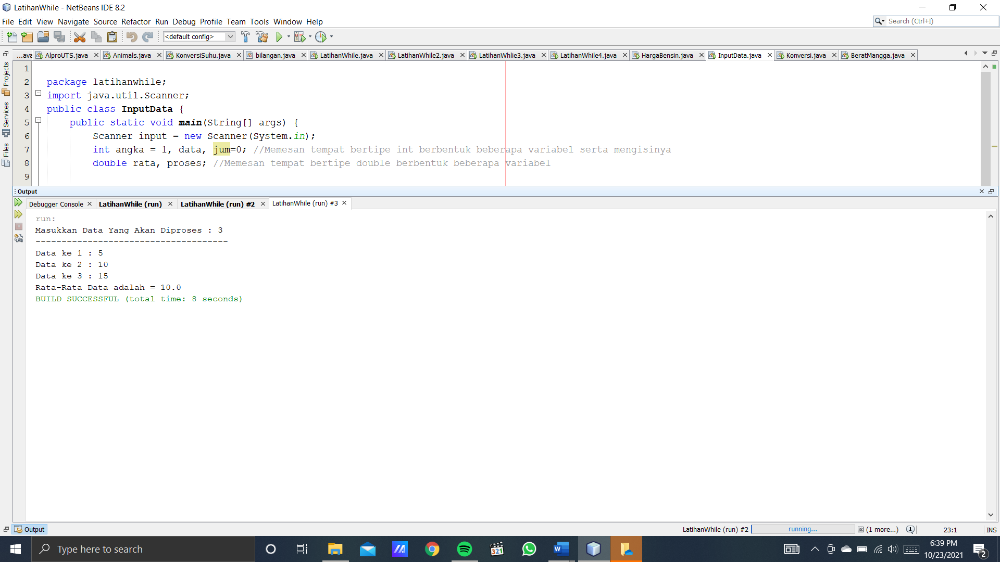 LatihanWhile - NetBeans IDE 8.2
File Edit View Navigate Source Refactor Run Debug Profile Team Tools Window Help
Search (Ctrl+I)
<default config>
...ava AlproUTS.java Animals.java KonversiSuhu.java bilangan.java LatihanWhile.java LatihanWhile2.java LatihanWhlie3.java LatihanWhile4.java HargaBensin.java InputData.java Konversi.java BeratMangga.java
Projects
Services
Files
1
2 package latihanwhile;
3 import java.util.Scanner;
4 public class InputData {
5 public static void main(String[] args) {
6 Scanner input = new Scanner(System.in);
7 int angka = 1, data, jum=0; //Memesan tempat bertipe int berbentuk beberapa variabel serta mengisinya
8 double rata, proses; //Memesan tempat bertipe double berbentuk beberapa variabel
9
Output
Debugger Console LatihanWhile (run) LatihanWhile (run) #2 LatihanWhile (run) #3
run:
Masukkan Data Yang Akan Diproses : 3
-------------------------------------
Data ke 1 : 5
Data ke 2 : 10
Data ke 3 : 15
Rata-Rata Data adalah = 10.0
BUILD SUCCESSFUL (total time: 8 seconds)
Output
LatihanWhile (run) #2 running... (1 more...) 1 23:1 INS
Type here to search
321
6:39 PM
10/23/2021
2